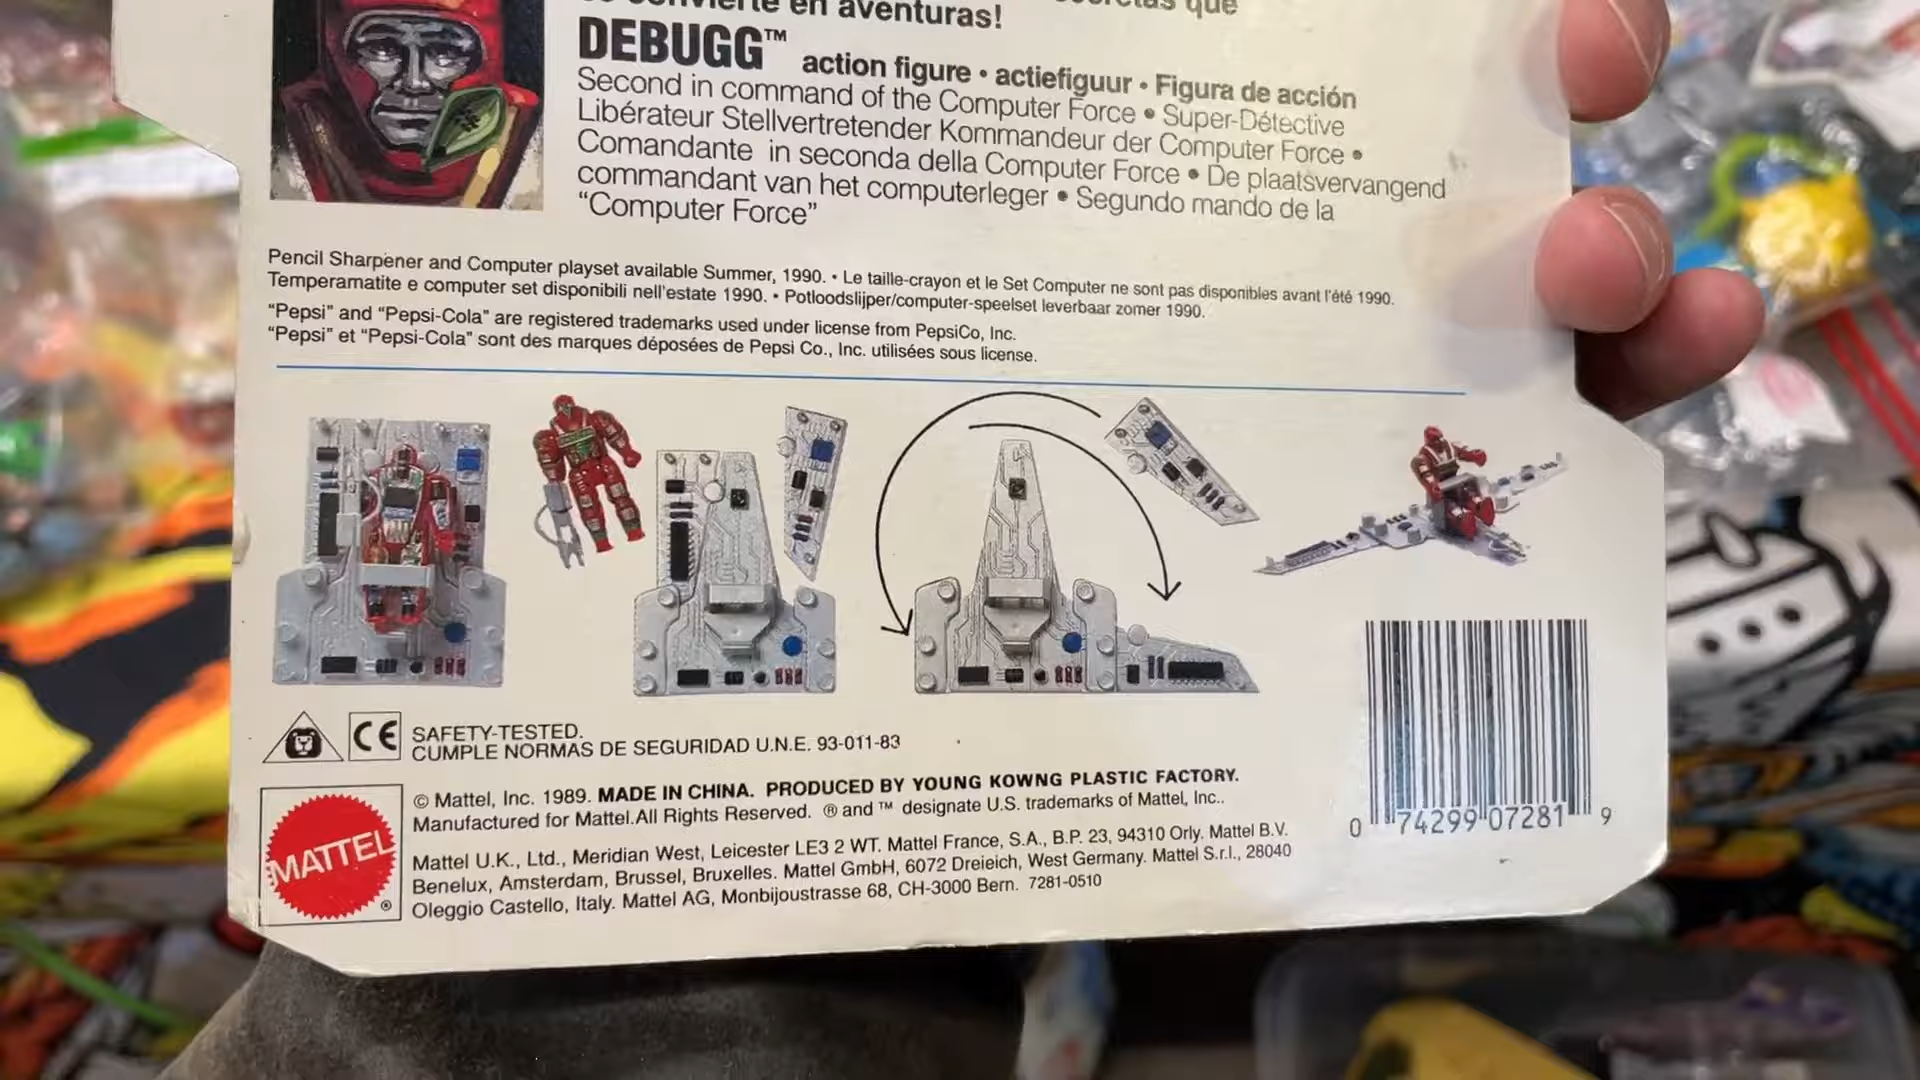 se convierte en aventuras!
que
DEBUGG™ action figure • actiefiguur • Figura de acción
Second in command of the Computer Force • Super-Détective
Libérateur Stellvertretender Kommandeur der Computer Force •
Comandante in seconda della Computer Force • De plaatsvervangend
commandant van het computerleger • Segundo mando de la
“Computer Force”
Pencil Sharpener and Computer playset available Summer, 1990. • Le taille-crayon et le Set Computer ne sont pas disponibles avant l'été 1990.
Temperamatite e computer set disponibili nell'estate 1990. • Potloodslijper/computer-speelset leverbaar zomer 1990.
“Pepsi” and “Pepsi-Cola” are registered trademarks used under license from PepsiCo, Inc.
“Pepsi” et “Pepsi-Cola” sont des marques déposées de Pepsi Co., Inc. utilisées sous license.
CE SAFETY-TESTED.
CUMPLE NORMAS DE SEGURIDAD U.N.E. 93-011-83
© Mattel, Inc. 1989. MADE IN CHINA. PRODUCED BY YOUNG KOWNG PLASTIC FACTORY.
Manufactured for Mattel.All Rights Reserved. ® and ™ designate U.S. trademarks of Mattel, Inc..
MATTEL ®
Mattel U.K., Ltd., Meridian West, Leicester LE3 2 WT. Mattel France, S.A., B.P. 23, 94310 Orly. Mattel B.V.
Benelux, Amsterdam, Brussel, Bruxelles. Mattel GmbH, 6072 Dreieich, West Germany. Mattel S.r.l., 28040
Oleggio Castello, Italy. Mattel AG, Monbijoustrasse 68, CH-3000 Bern. 7281-0510
0 74299 07281 9